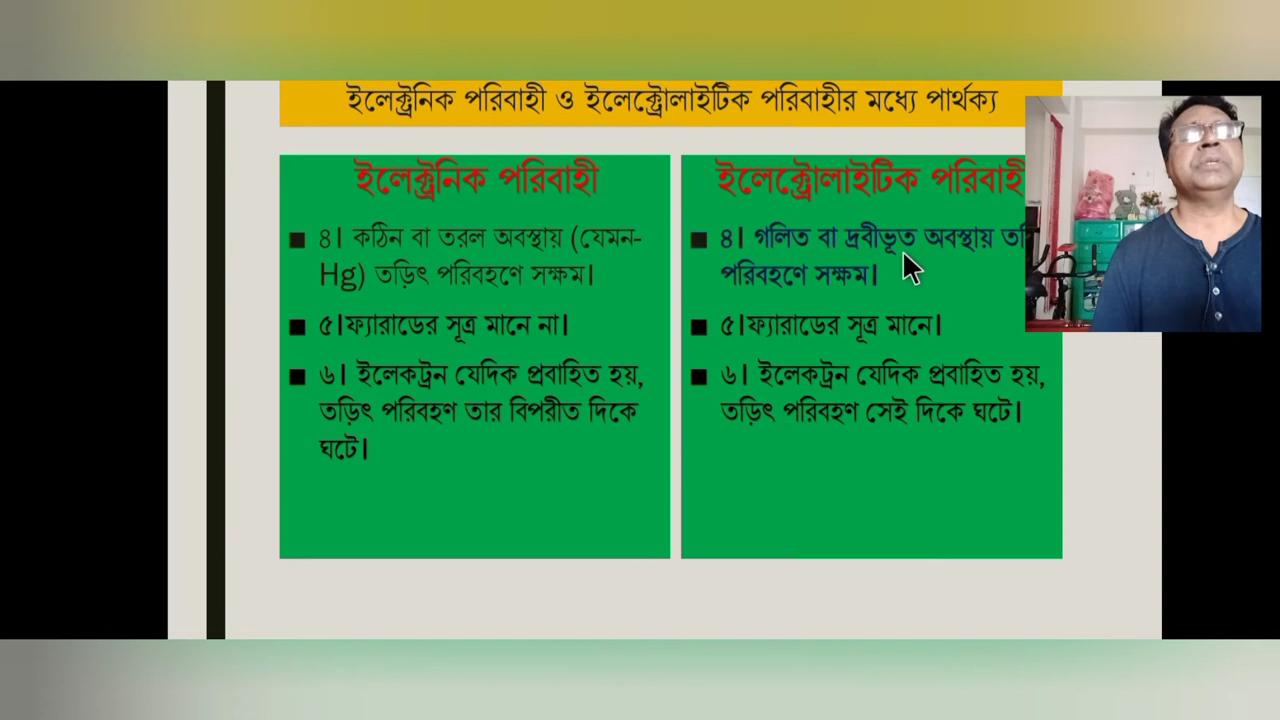 ইলেক্ট্রনিক পরিবাহী ও ইলেক্ট্রোলাইটিক পরিবাহীর মধ্যে পার্থক্য
ইলেক্ট্রনিক পরিবাহী
৪। কঠিন বা তরল অবস্থায় (যেমন-
Hg) তড়িৎ পরিবহণে সক্ষম।
৫।ফ্যারাডের সূত্র মানে না।
৬। ইলেকট্রন যেদিক প্রবাহিত হয়,
তড়িৎ পরিবহণ তার বিপরীত দিকে
ঘটে।
ইলেক্ট্রোলাইটিক পরিবাহী
৪। গলিত বা দ্রবীভূত অবস্থায়
পরিবহণে সক্ষম।
৫।ফ্যারাডের সূত্র মানে।
৬। ইলেকট্রন যেদিক প্রবাহিত হয়,
তড়িৎ পরিবহণ সেই দিকে ঘটে।